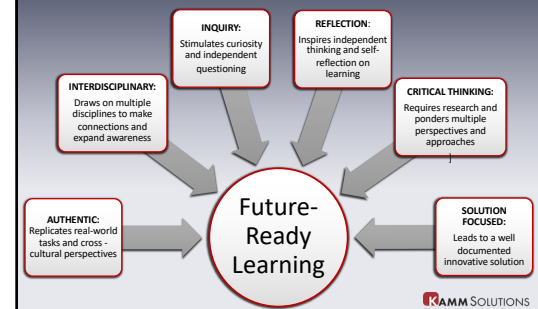 INQUIRY:
Stimulates curiosity
and independent
questioning
REFLECTION:
Inspires independent
thinking and self-
reflection on
learning
INTERDISCIPLINARY:
Draws on multiple
disciplines to make
connections and
expand awareness
CRITICAL THINKING:
Requires research and
ponders multiple
perspectives and
approaches
]
AUTHENTIC:
Replicates real-world
tasks and cross -
cultural perspectives
Future-
Ready
Learning
SOLUTION
FOCUSED:
Leads to a well
documented
innovative solution
KAMM SOLUTIONS